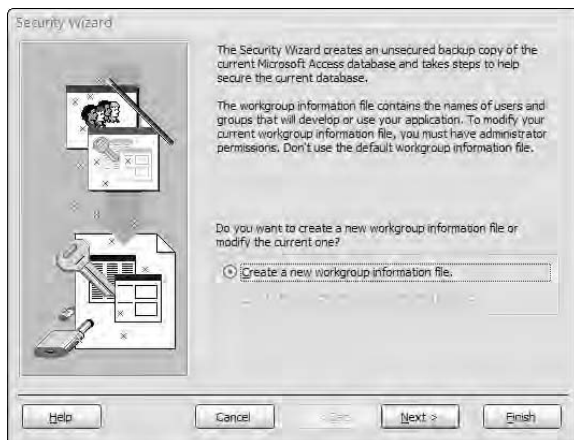 Security Wizard
The Security Wizard creates an unsecured backup copy of the
current Microsoft Access database and takes steps to help
secure the current database.
The workgroup information file contains the names of users and
groups that will develop or use your application. To modify your
current workgroup information file, you must have administrator
permissions. Don't use the default workgroup information file.
Do you want to create a new workgroup information file or
modify the current one?
Create a new workgroup information file.
Help
Cancel
Next >
Finish